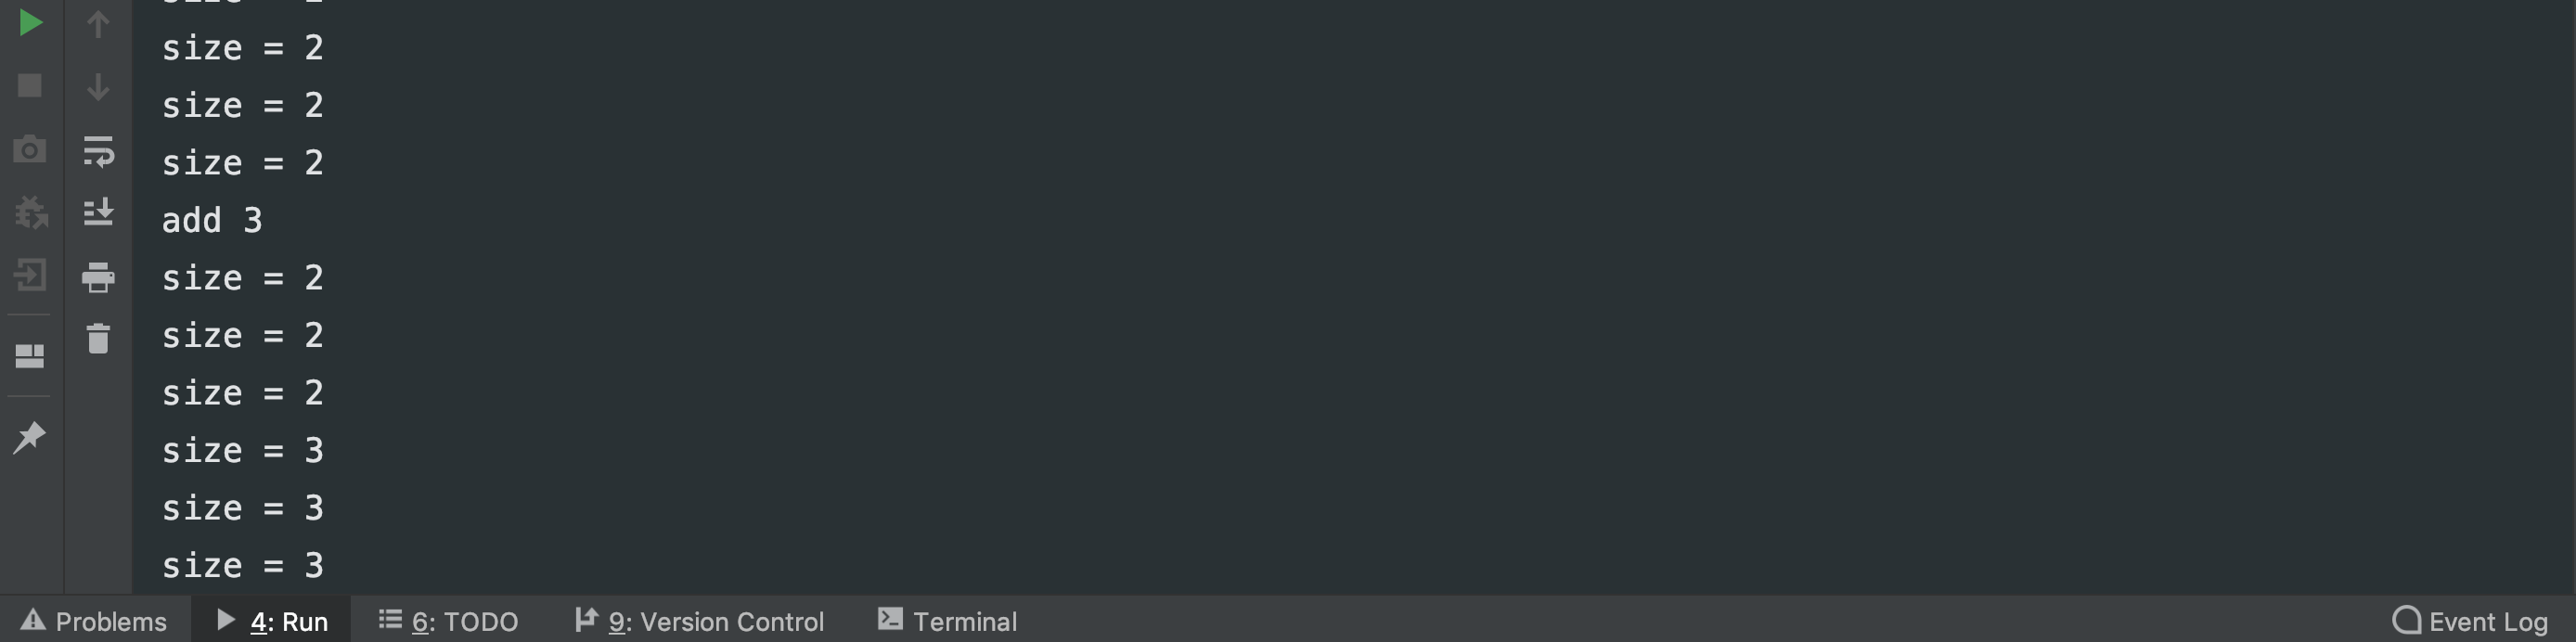 size = 2
size = 2
size = 2
add 3
size = 2
size = 2
size = 2
size = 3
size = 3
size = 3
Problems 4: Run 6: TODO 9: Version Control Terminal Event Log